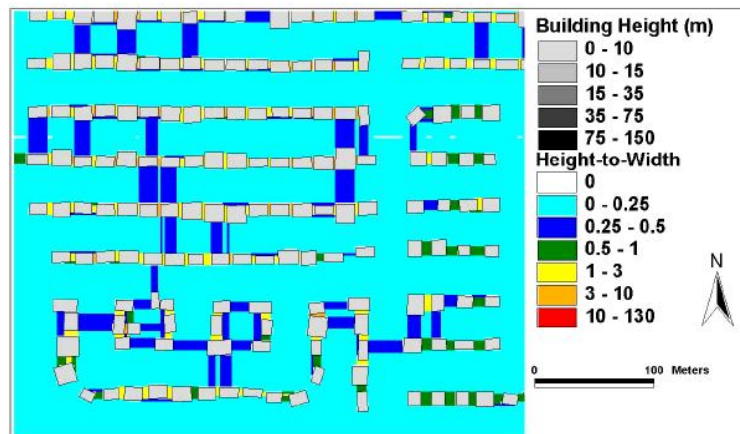 Building Height (m)
0 - 10
10 - 15
15 - 35
35 - 75
75 - 150
Height-to-Width
0
0 - 0.25
0.25 - 0.5
0.5 - 1
1 - 3
3 - 10
10 - 130
N
0 100 Meters